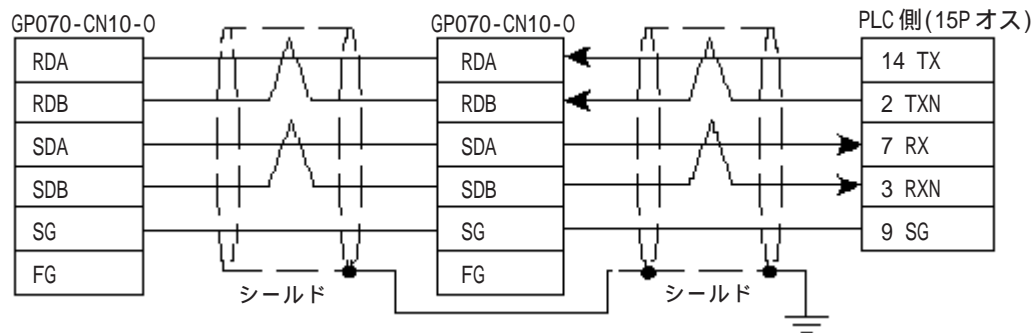 GP070-CN10-O
RDA
RDB
SDA
SDB
SG
FG
シールド
GP070-CN10-O
RDA
RDB
SDA
SDB
SG
FG
シールド
PLC側(15Pオス)
14 TX
2 TXN
7 RX
3 RXN
9 SG